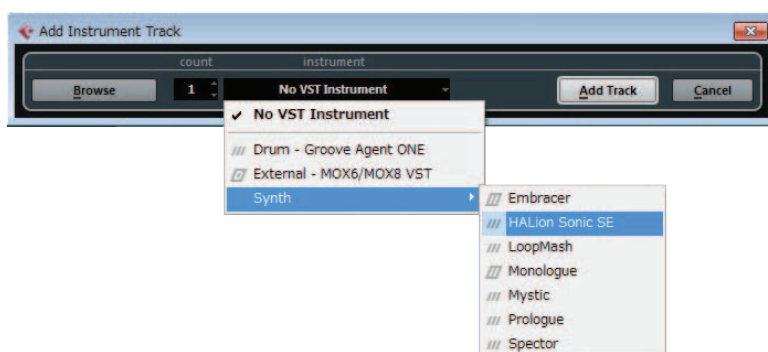 Add Instrument Track
count instrument
Browse 1 No VST Instrument Add Track Cancel
No VST Instrument
Drum - Groove Agent ONE
External - MOX6/MOX8 VST
Synth
Embracer
HALion Sonic SE
LoopMash
Monologue
Mystic
Prologue
Spector